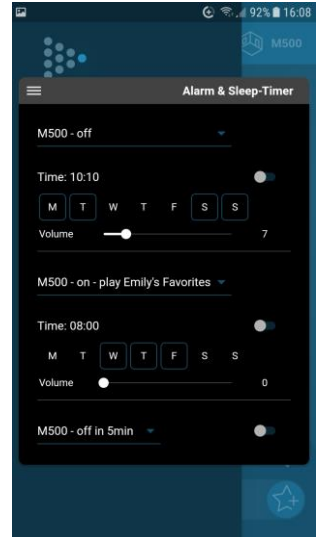 92% 16:08
M500
Alarm & Sleep-Timer
M500 - off
Time: 10:10
M T W T F S S
Volume 7
M500 - on - play Emily's Favorites
Time: 08:00
M T W T F S S
Volume 0
M500 - off in 5min